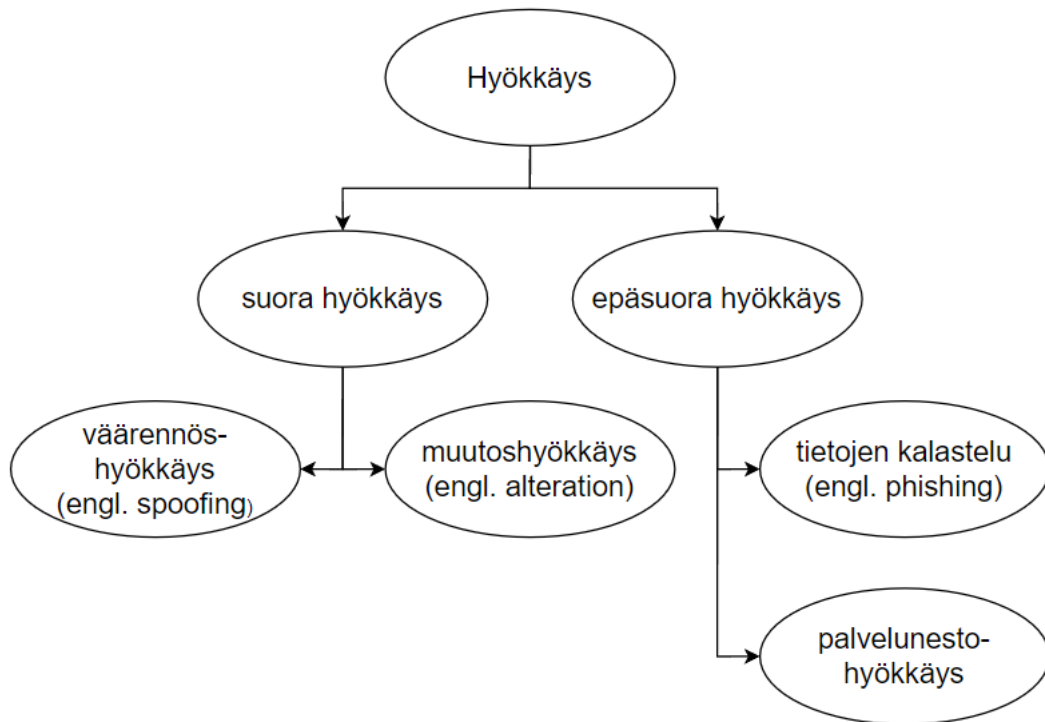 Hyökkäys
suora hyökkäys
epäsuora hyökkäys
väärennös-
hyökkäys
(engl. spoofing)
muutoshyökkäys
(engl. alteration)
tietojen kalastelu
(engl. phishing)
palvelunesto-
hyökkäys